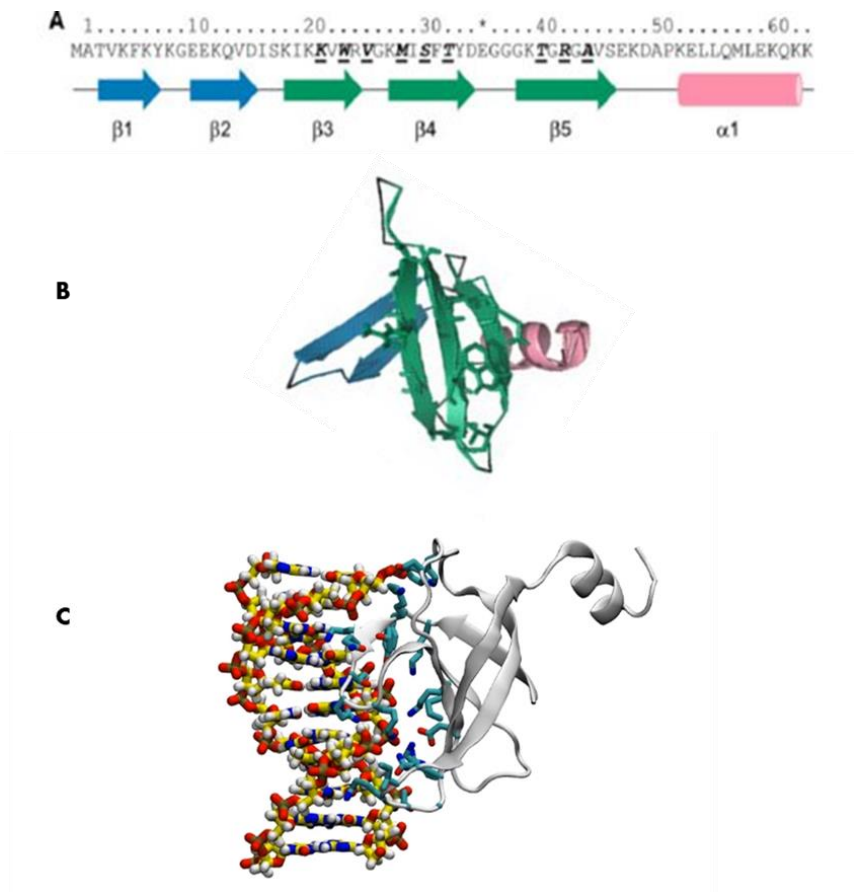 A
1........10........20........30...*....40........50........60..
MATVKFKYKGEEKQVDISKIKKVWRVGKMISFTYDEGGGKTGRGAVSEKDAPKELLQMLEKQKK
β1 β2 β3 β4 β5 α1
B
C